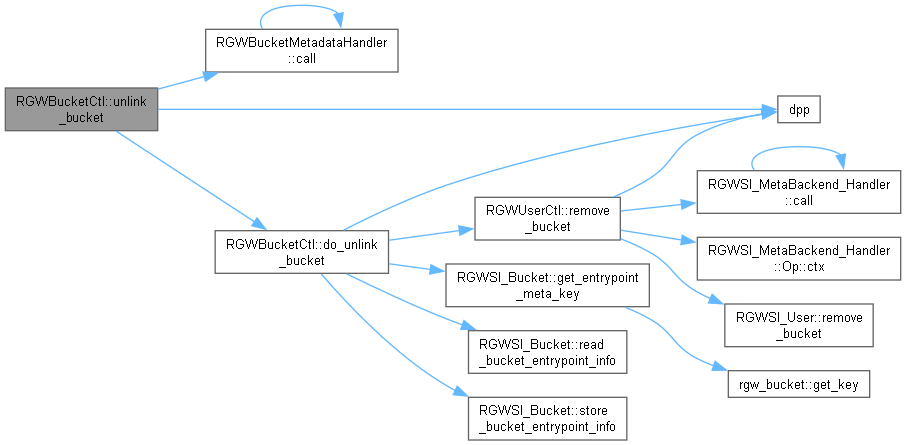 RGWBucketMetadataHandler
::call
RGWBucketCtl::unlink
_bucket
dpp
RGWSI_MetaBackend_Handler
::call
RGWUserCtl::remove
_bucket
RGWBucketCtl::do_unlink
_bucket
RGWSI_MetaBackend_Handler
::Op::ctx
RGWSI_Bucket::get_entrypoint
_meta_key
RGWSI_User::remove
_bucket
RGWSI_Bucket::read
_bucket_entrypoint_info
rgw_bucket::get_key
RGWSI_Bucket::store
_bucket_entrypoint_info